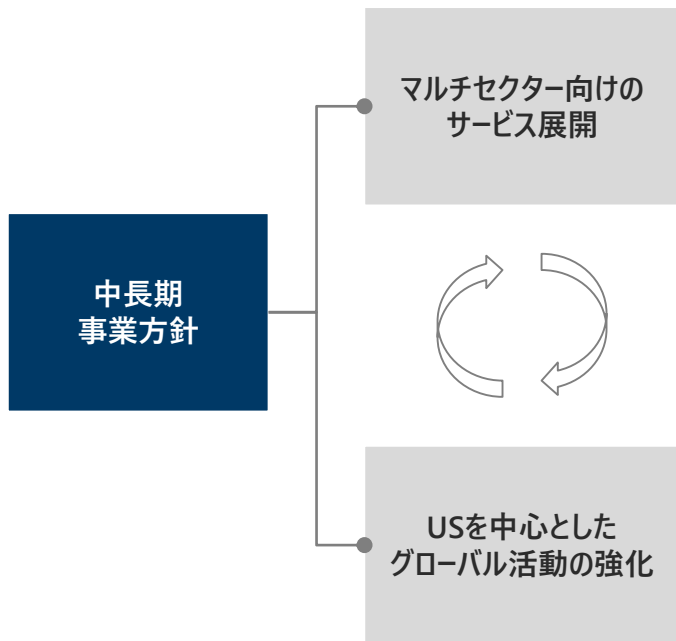 マルチセクター向けの
サービス展開
中長期
事業方針
USを中心とした
グローバル活動の強化